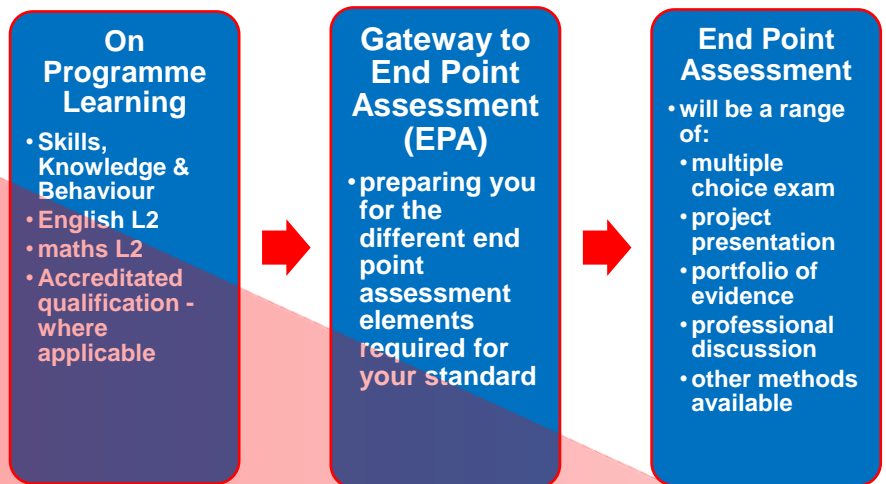 On
Programme
Learning
• Skills,
Knowledge &
Behaviour
• English L2
• maths L2
• Accreditated
qualification -
where
applicable
Gateway to
End Point
Assessment
(EPA)
• preparing you
for the
different end
point
assessment
elements
required for
your standard
End Point
Assessment
• will be a range
of:
• multiple
choice exam
• project
presentation
• portfolio of
evidence
• professional
discussion
• other methods
available